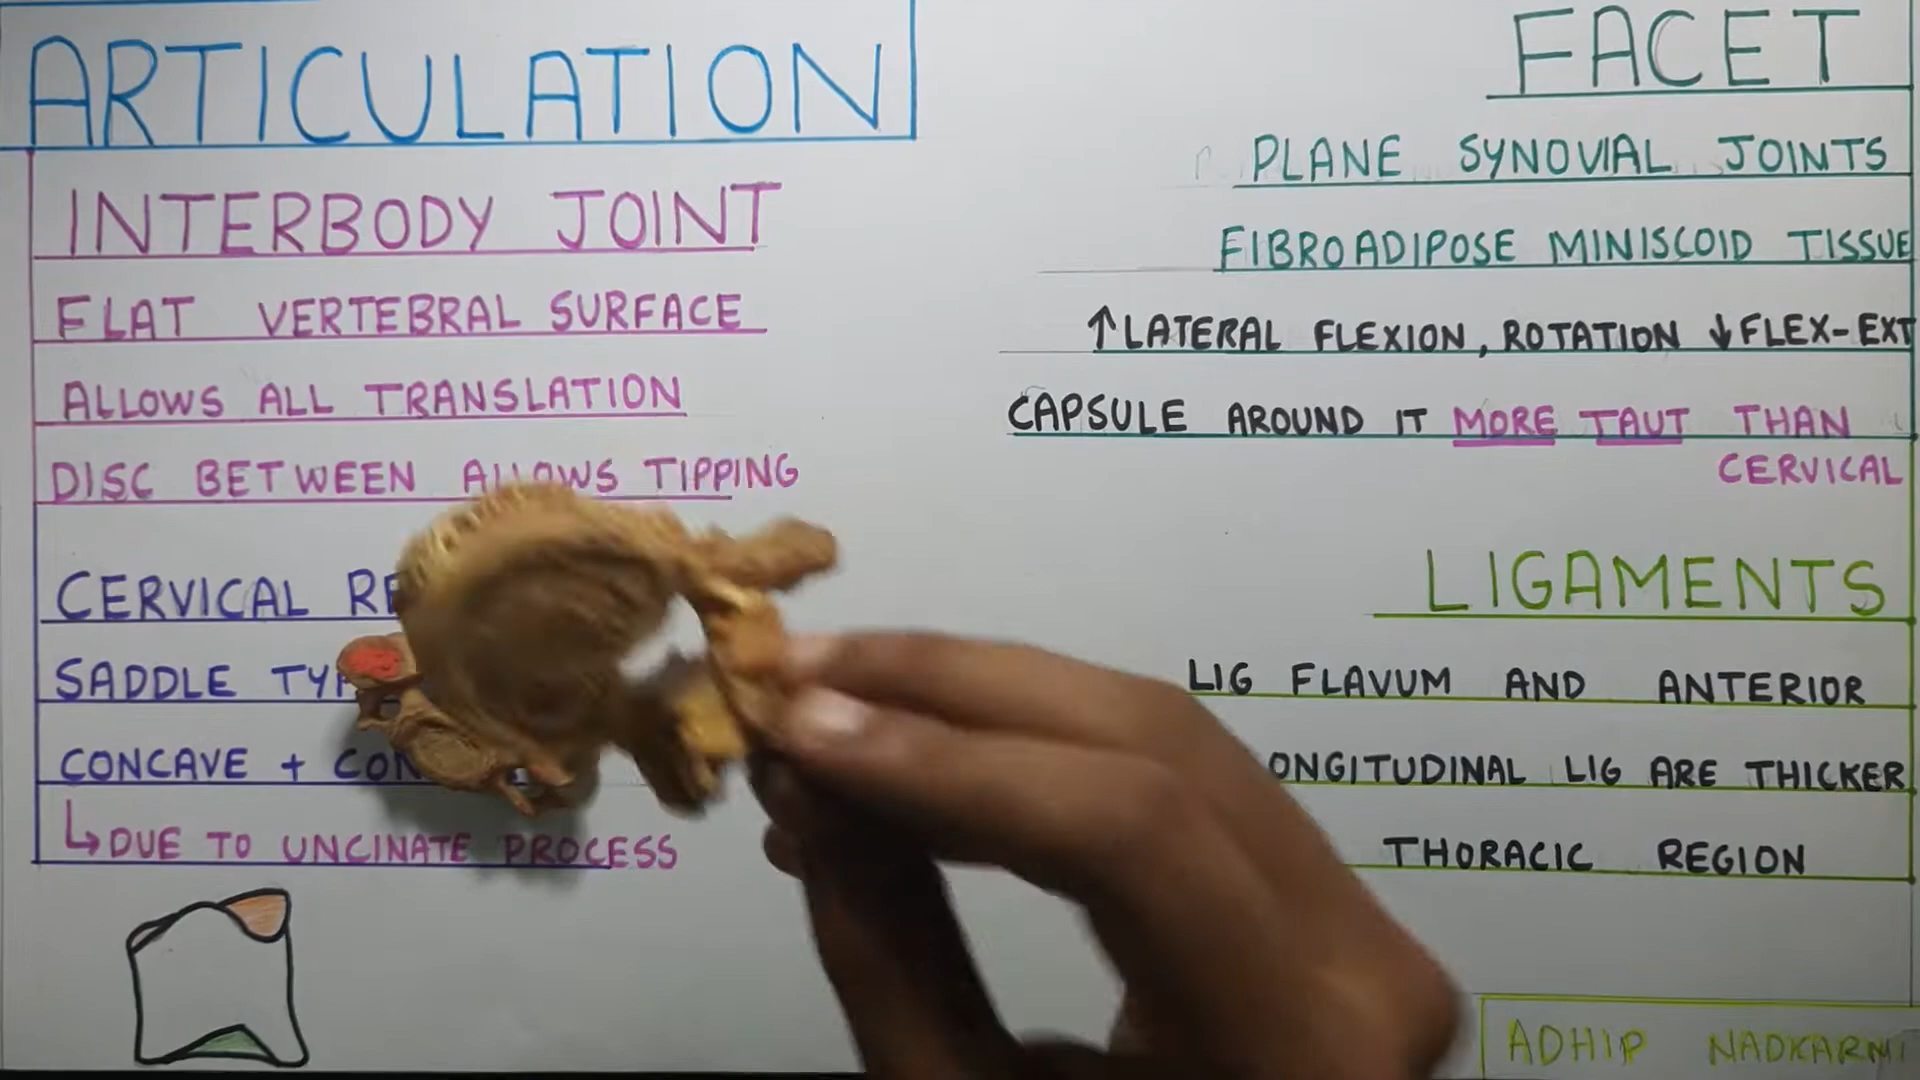 ARTICULATION
INTERBODY JOINT
FLAT VERTEBRAL SURFACE
ALLOWS ALL TRANSLATION
DISC BETWEEN ALLOWS TIPPING
CERVICAL
SADDLE
CONCAVE +
↳DUE TO UNCINATE PROCESS
FACET
PLANE SYNOVIAL JOINTS
FIBROADIPOSE MINISCOID TISSUE
↑LATERAL FLEXION, ROTATION ↓FLEX-EXT
CAPSULE AROUND IT MORE TAUT THAN
CERVICAL
LIGAMENTS
LIG FLAVUM AND ANTERIOR
ONGITUDINAL LIG ARE THICKER
THORACIC REGION
ADHIP NADKARNI